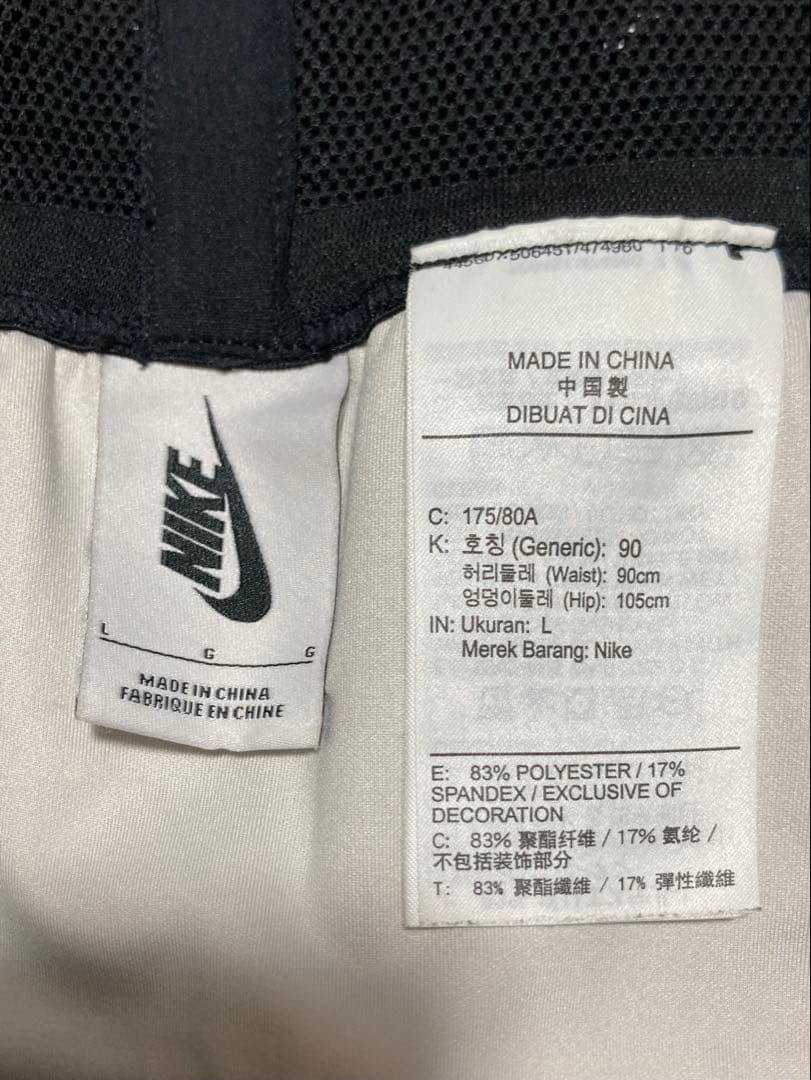 NIKE
L G G
MADE IN CHINA
FABRIQUE EN CHINE
MADE IN CHINA
中国製
DIBUAT DI CINA
C: 175/80A
K: 호칭 (Generic): 90
허리둘레 (Waist): 90cm
엉덩이둘레 (Hip): 105cm
IN: Ukuran: L
Merek Barang: Nike
E: 83% POLYESTER / 17%
SPANDEX / EXCLUSIVE OF
DECORATION
C: 83% 聚酯纤维 / 17% 氨纶 /
不包括装饰部分
T: 83% 聚酯纖維 / 17% 彈性纖維